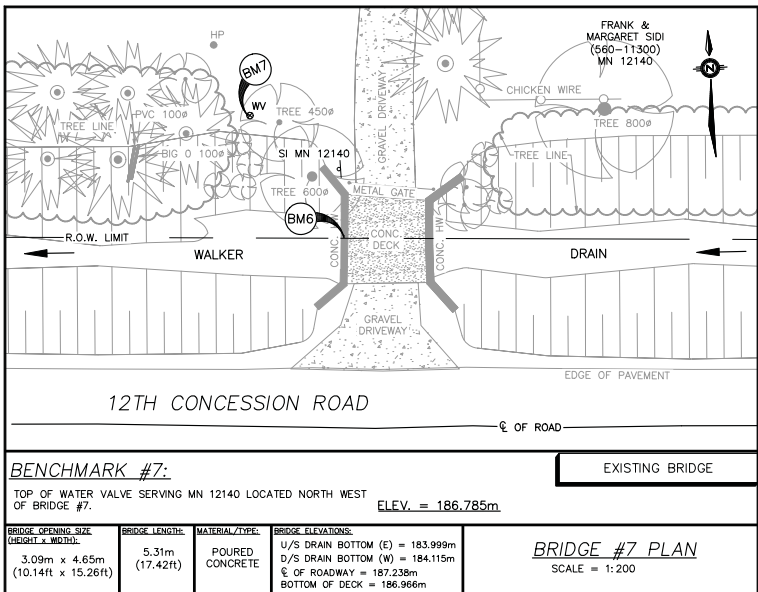 HP
BM7
FRANK &
MARGARET SIDI
(560-11300)
MN 12140
N
GRAVEL DRIVEWAY
CHICKEN WIRE
WV
PVC 100ø
TREE 450ø
TREE LINE
TREE 800ø
BIG O 100ø
SI MN 12140
TREE LINE
TREE 600ø
METAL GATE
BM6
R.O.W. LIMIT
CONC. HW
CONC.
DECK
CONC. HW
WALKER
DRAIN
GRAVEL
DRIVEWAY
EDGE OF PAVEMENT
12TH CONCESSION ROAD
℄ OF ROAD
BENCHMARK #7:
TOP OF WATER VALVE SERVING MN 12140 LOCATED NORTH WEST
OF BRIDGE #7.
ELEV. = 186.785m
EXISTING BRIDGE
BRIDGE OPENING SIZE
(HEIGHT x WIDTH):
3.09m x 4.65m
(10.14ft x 15.26ft)
BRIDGE LENGTH:
5.31m
(17.42ft)
MATERIAL/TYPE:
POURED
CONCRETE
BRIDGE ELEVATIONS:
U/S DRAIN BOTTOM (E) = 183.999m
D/S DRAIN BOTTOM (W) = 184.115m
℄ OF ROADWAY = 187.238m
BOTTOM OF DECK = 186.966m
BRIDGE #7 PLAN
SCALE = 1:200